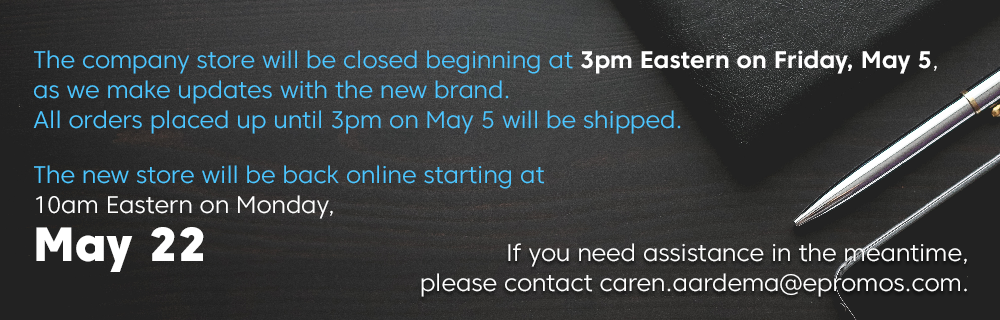 The company store will be closed beginning at 3pm Eastern on Friday, May 5,
as we make updates with the new brand.
All orders placed up until 3pm on May 5 will be shipped.
The new store will be back online starting at
10am Eastern on Monday,
May 22
If you need assistance in the meantime,
please contact caren.aardema@epromos.com.